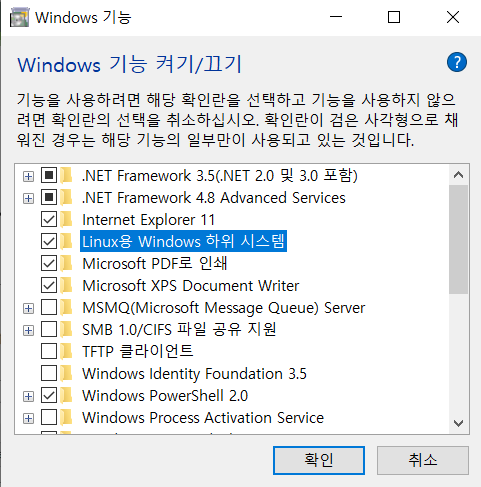 Windows 기능
Windows 기능 켜기/끄기
기능을 사용하려면 해당 확인란을 선택하고 기능을 사용하지 않으
려면 확인란의 선택을 취소하십시오. 확인란이 검은 사각형으로 채
워진 경우는 해당 기능의 일부만이 사용되고 있는 것입니다.
.NET Framework 3.5(.NET 2.0 및 3.0 포함)
.NET Framework 4.8 Advanced Services
Internet Explorer 11
Linux용 Windows 하위 시스템
Microsoft PDF로 인쇄
Microsoft XPS Document Writer
MSMQ(Microsoft Message Queue) Server
SMB 1.0/CIFS 파일 공유 지원
TFTP 클라이언트
Windows Identity Foundation 3.5
Windows PowerShell 2.0
Windows Process Activation Service
확인
취소